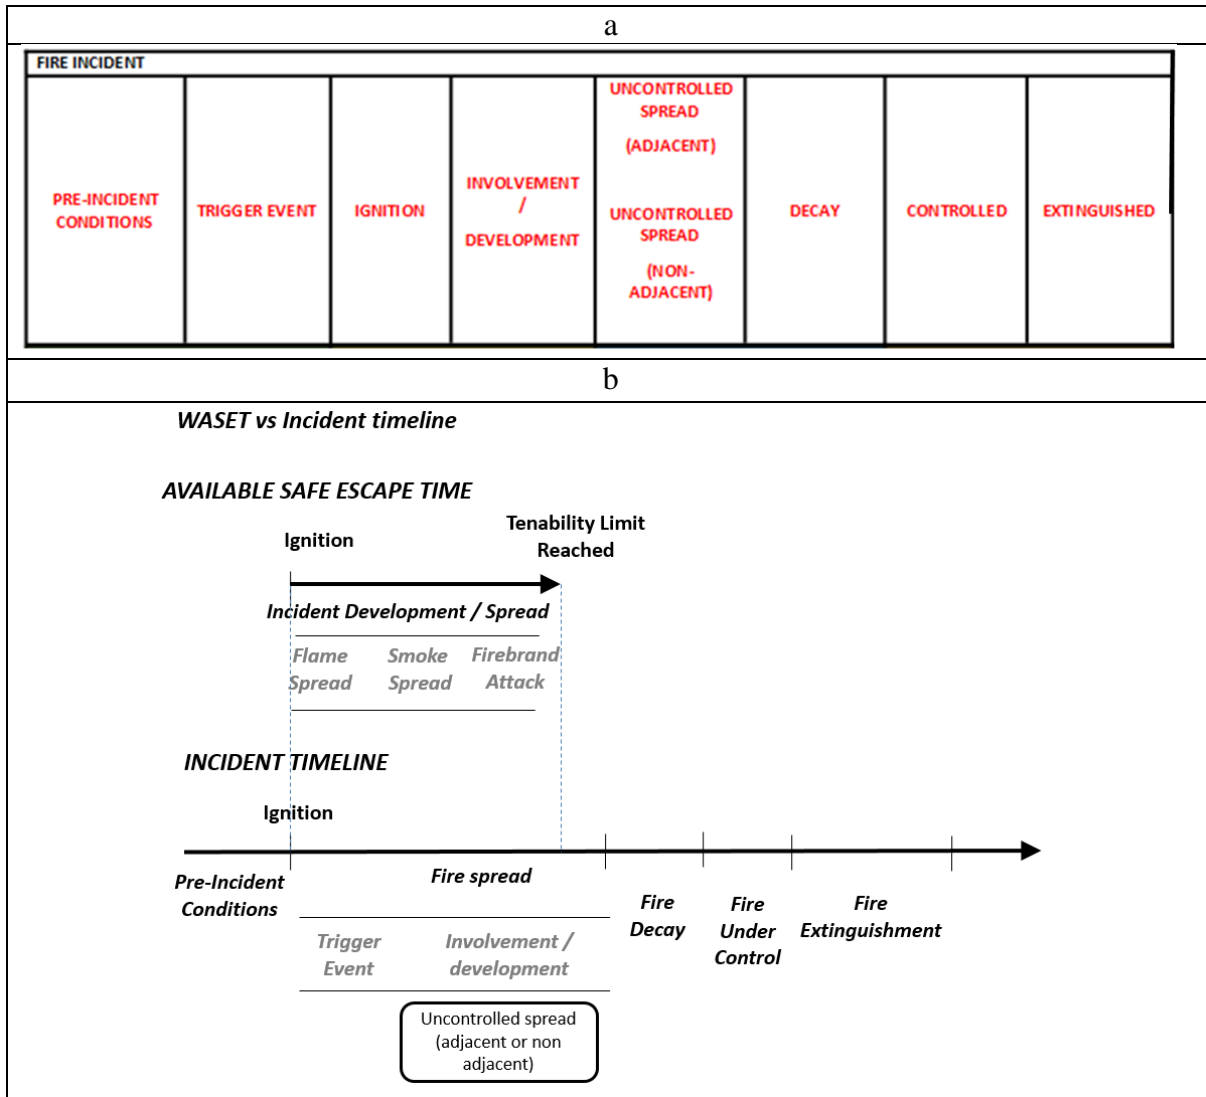 a
FIRE INCIDENT
PRE-INCIDENT
CONDITIONS
TRIGGER EVENT
IGNITION
INVOLVEMENT
/
DEVELOPMENT
UNCONTROLLED
SPREAD
(ADJACENT)
UNCONTROLLED
SPREAD
(NON-
ADJACENT)
DECAY
CONTROLLED
EXTINGUISHED
b
WASET vs Incident timeline
AVAILABLE SAFE ESCAPE TIME
Ignition
Tenability Limit
Reached
Incident Development / Spread
Flame
Spread
Smoke
Spread
Firebrand
Attack
INCIDENT TIMELINE
Ignition
Pre-Incident
Conditions
Fire spread
Trigger
Event
Involvement /
development
Uncontrolled spread
(adjacent or non
adjacent)
Fire
Decay
Fire
Under
Control
Fire
Extinguishment